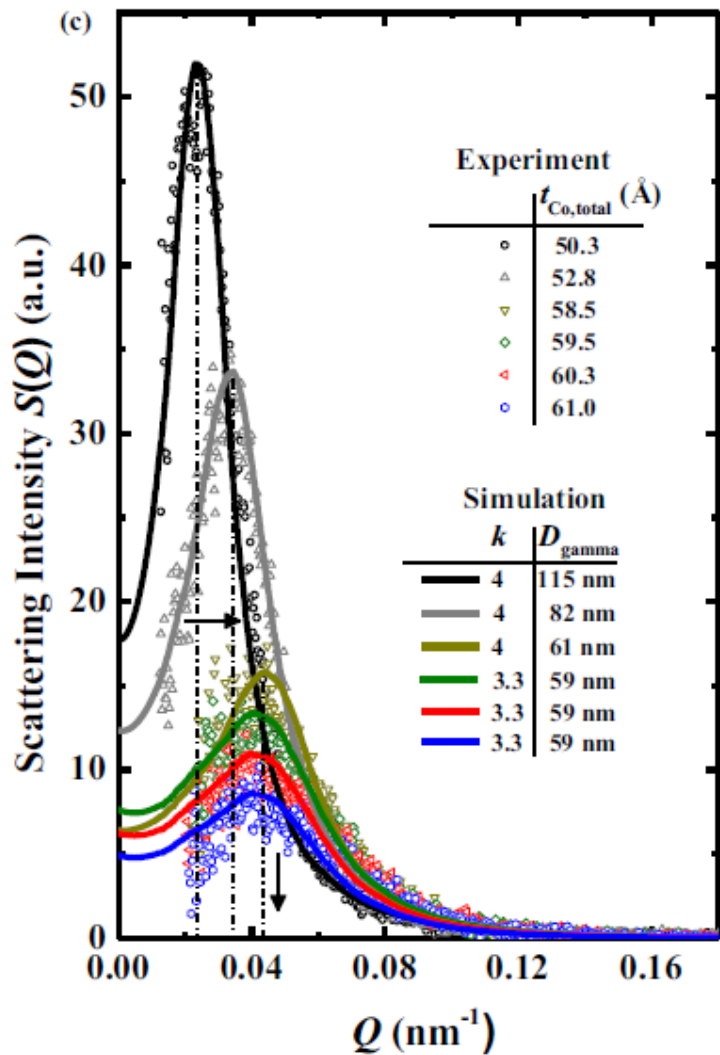 (c)
50
40
30
20
10
0
Scattering Intensity S(Q) (a.u.)
Experiment
t_Co,total (Å)
50.3
52.8
58.5
59.5
60.3
61.0
Simulation
k D_gamma
4 115 nm
4 82 nm
4 61 nm
3.3 59 nm
3.3 59 nm
3.3 59 nm
0.00 0.04 0.08 0.12 0.16
Q (nm⁻¹)